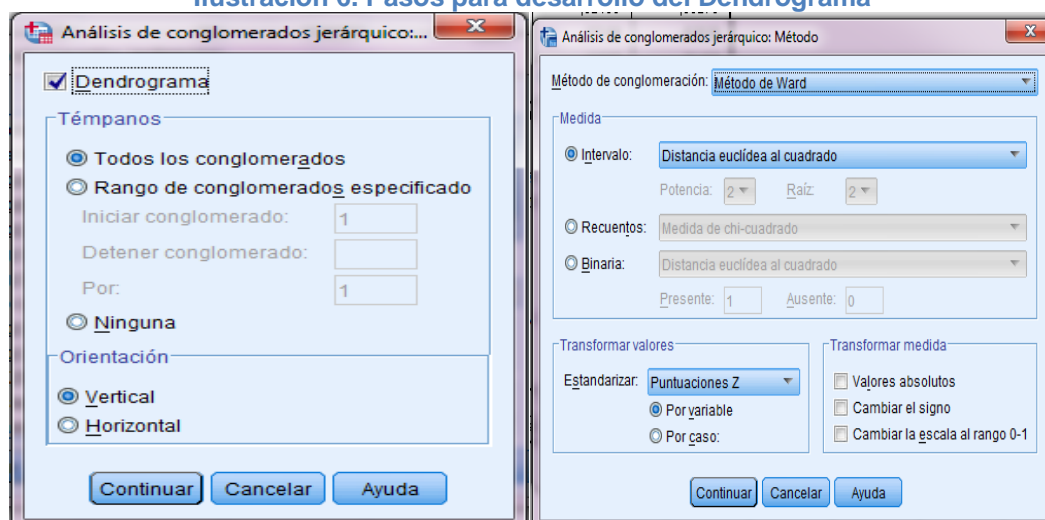 Ilustración 6. Pasos para desarrollo del Dendrograma
Análisis de conglomerados jerárquico:...
Dendrograma
Témpanos
Todos los conglomerados
Rango de conglomerados especificado
Iniciar conglomerado: 1
Detener conglomerado:
Por: 1
Ninguna
Orientación
Vertical
Horizontal
Continuar Cancelar Ayuda
Análisis de conglomerados jerárquico: Método
Método de conglomeración: Método de Ward
Medida
Intervalo: Distancia euclídea al cuadrado
Potencia: 2 Raíz: 2
Recuentos: Medida de chi-cuadrado
Binaria: Distancia euclídea al cuadrado
Presente: 1 Ausente: 0
Transformar valores
Estandarizar: Puntuaciones Z
Por variable
Por caso:
Transformar medida
Valores absolutos
Cambiar el signo
Cambiar la escala al rango 0-1
Continuar Cancelar Ayuda